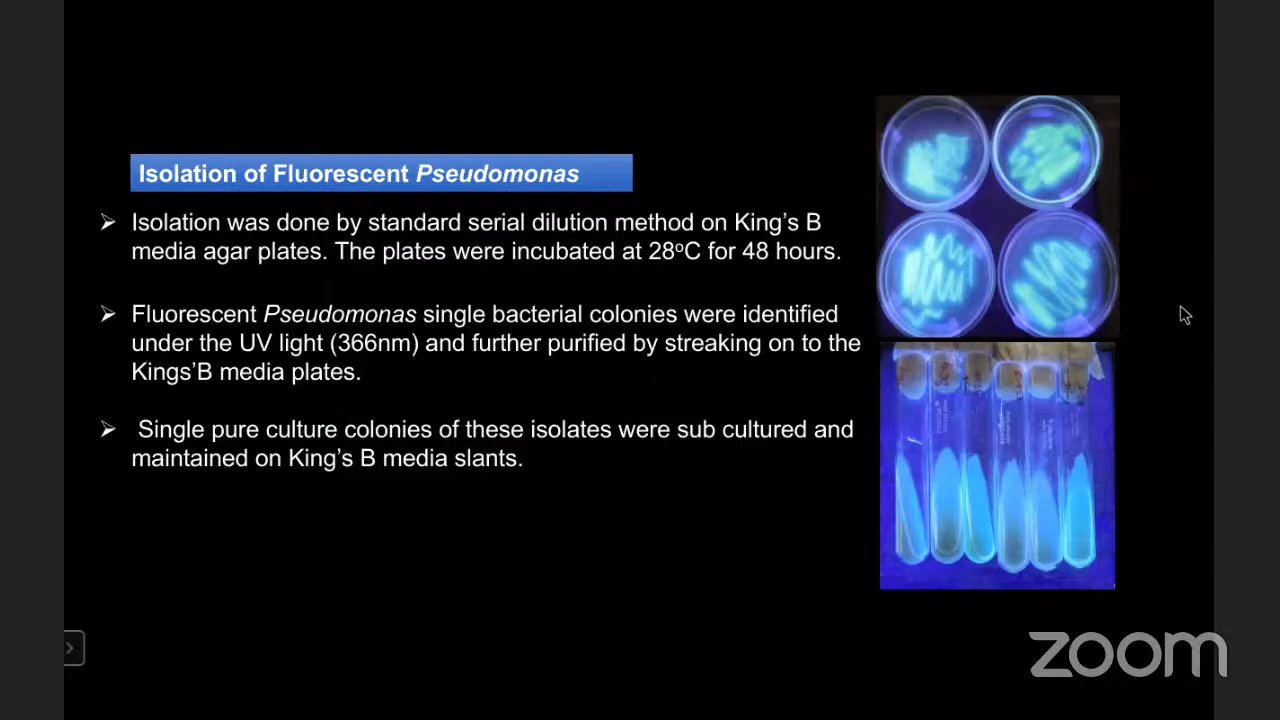 Isolation of Fluorescent Pseudomonas
➢ Isolation was done by standard serial dilution method on King's B
media agar plates. The plates were incubated at 28ºC for 48 hours.
➢ Fluorescent Pseudomonas single bacterial colonies were identified
under the UV light (366nm) and further purified by streaking on to the
Kings'B media plates.
➢ Single pure culture colonies of these isolates were sub cultured and
maintained on King's B media slants.
zoom